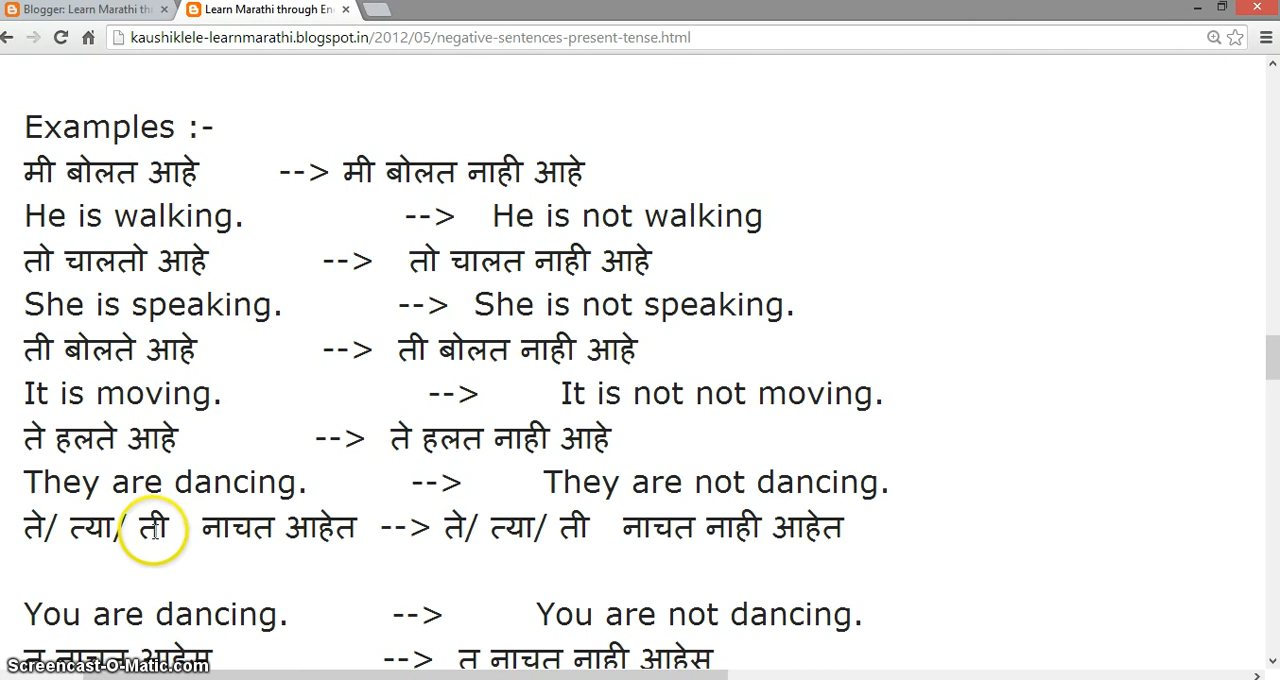 Blogger: Learn Marathi thr
Learn Marathi through En
kaushiklele-learnmarathi.blogspot.in/2012/05/negative-sentences-present-tense.html
Examples :-
मी बोलत आहे --> मी बोलत नाही आहे
He is walking. --> He is not walking
तो चालतो आहे --> तो चालत नाही आहे
She is speaking. --> She is not speaking.
ती बोलते आहे --> ती बोलत नाही आहे
It is moving. --> It is not not moving.
ते हलते आहे --> ते हलत नाही आहे
They are dancing. --> They are not dancing.
ते/ त्या/ ती नाचत आहेत --> ते/ त्या/ ती नाचत नाही आहेत
You are dancing. --> You are not dancing.
नाचत आहेस --> नाचत नाही आहेस
Screencast-O-Matic.com